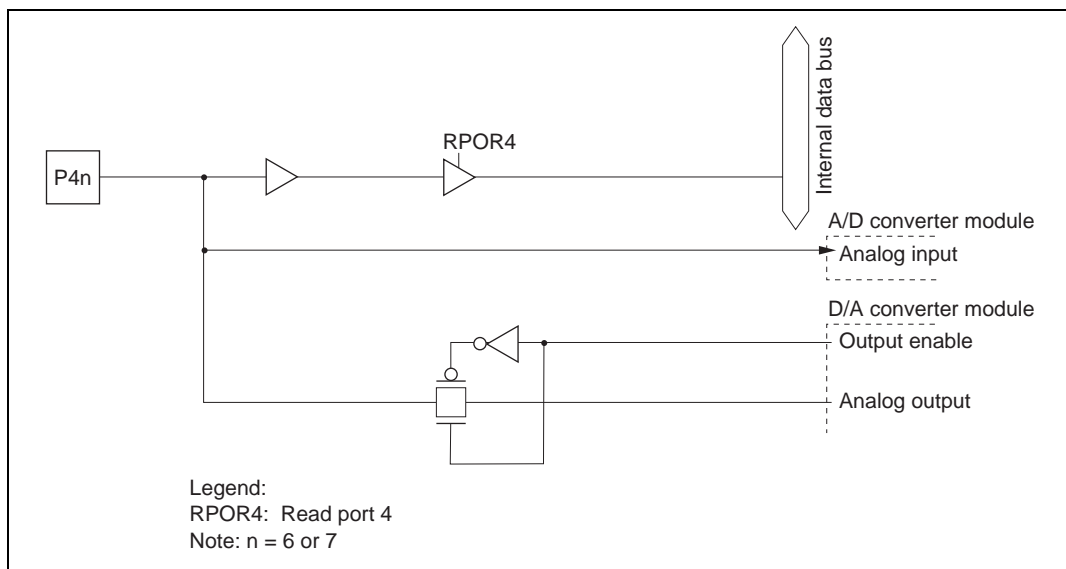 RPOR4
P4n
Internal data bus
A/D converter module
Analog input
D/A converter module
Output enable
Analog output
Legend:
RPOR4: Read port 4
Note: n = 6 or 7